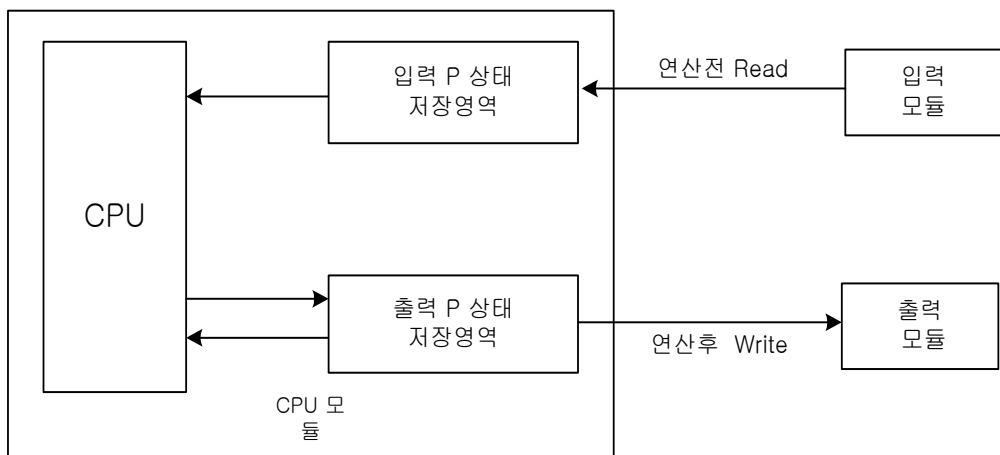 입력 P 상태
저장영역
연산전 Read
입력
모듈
CPU
출력 P 상태
저장영역
연산후 Write
출력
모듈
CPU 모
듈